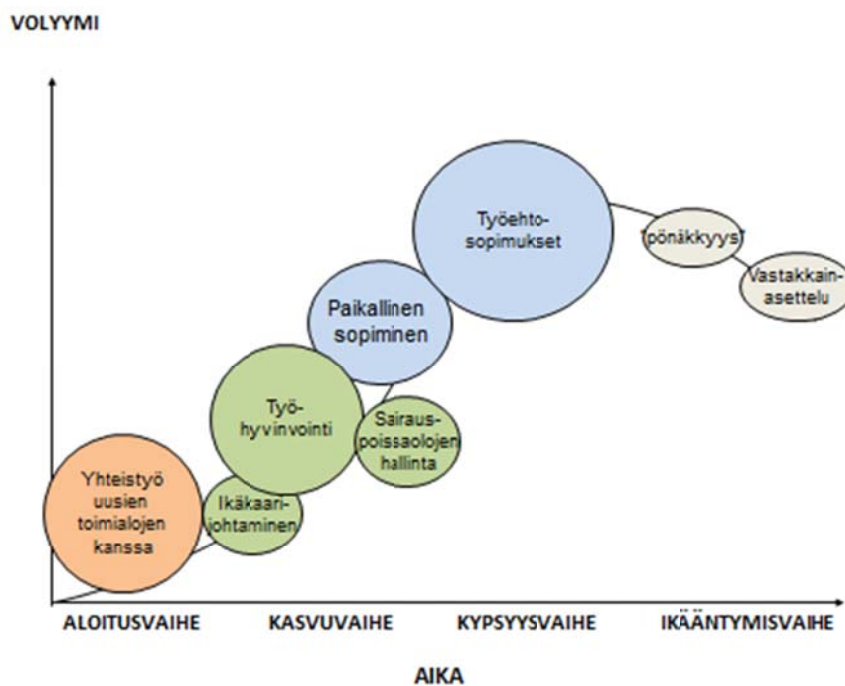 VOLYYMI
Työehto-
sopimukset
"pönäkkyys"
Vastakkain-
asettelu
Paikallinen
sopiminen
Työ-
hyvinvointi
Sairaus-
poissaolojen
hallinta
Yhteistyö
uusien
toimialojen
kanssa
Ikäkaari-
johtaminen
ALOITUSVAIHE KASVUVAIHE KYPSYYSVAIHE IKÄÄNTYMISVAIHE
AIKA